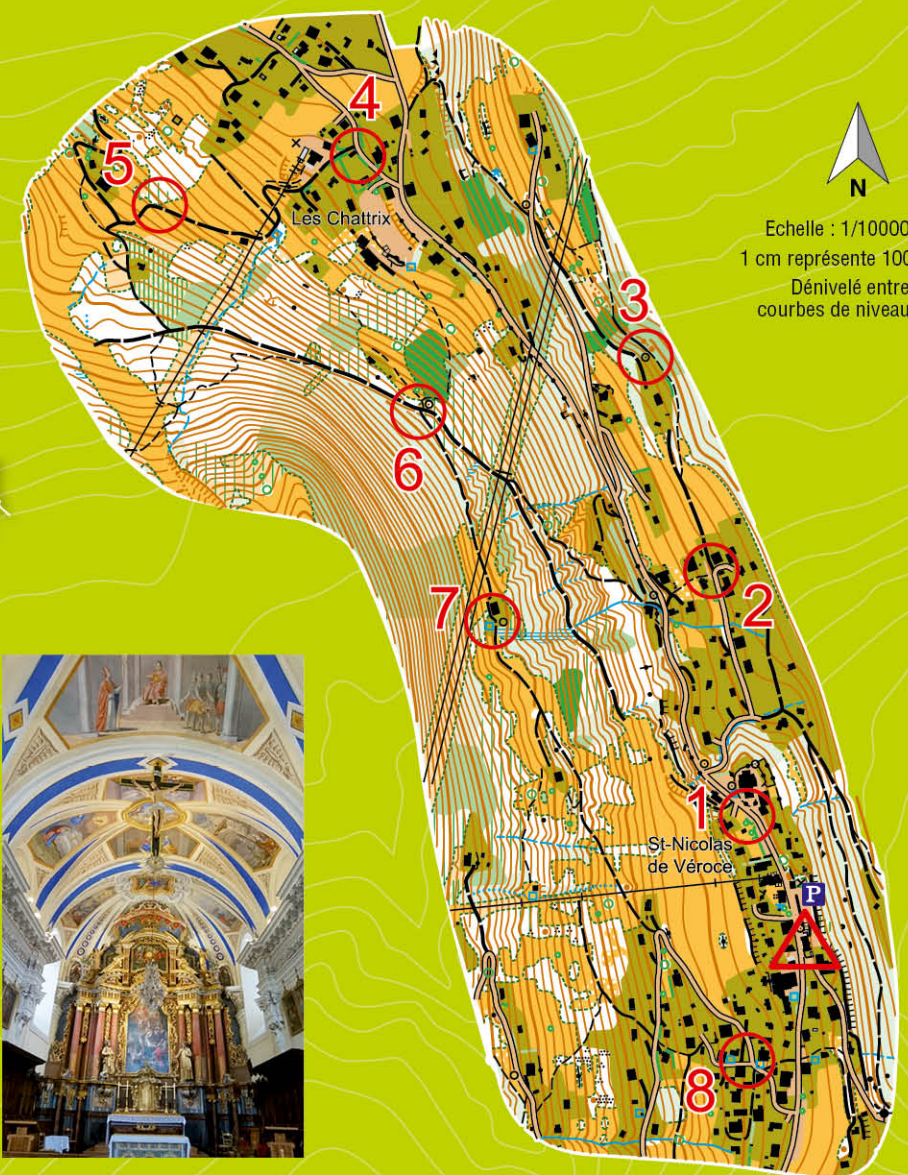 4
5
N
Les Chattrix
Echelle : 1/10000
1 cm représente 100
Dénivelé entre
courbes de niveau
3
6
7
2
1
St-Nicolas
de Véroce
P
8